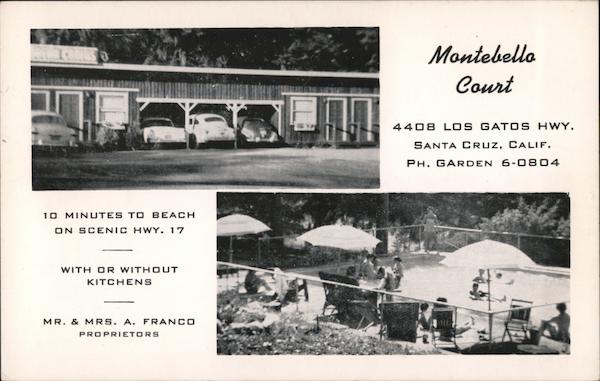 Montebello
Court
4408 LOS GATOS HWY.
SANTA CRUZ, CALIF.
PH. GARDEN 6-0804
10 MINUTES TO BEACH
ON SCENIC HWY. 17
WITH OR WITHOUT
KITCHENS
MR. & MRS. A. FRANCO
PROPRIETORS